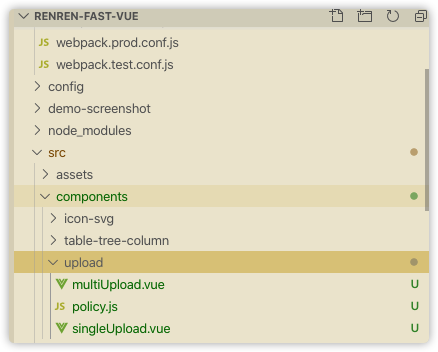 RENREN-FAST-VUE
JS webpack.prod.conf.js
JS webpack.test.conf.js
config
demo-screenshot
node_modules
src
assets
components
icon-svg
table-tree-column
upload
multiUpload.vue U
JS policy.js U
singleUpload.vue U